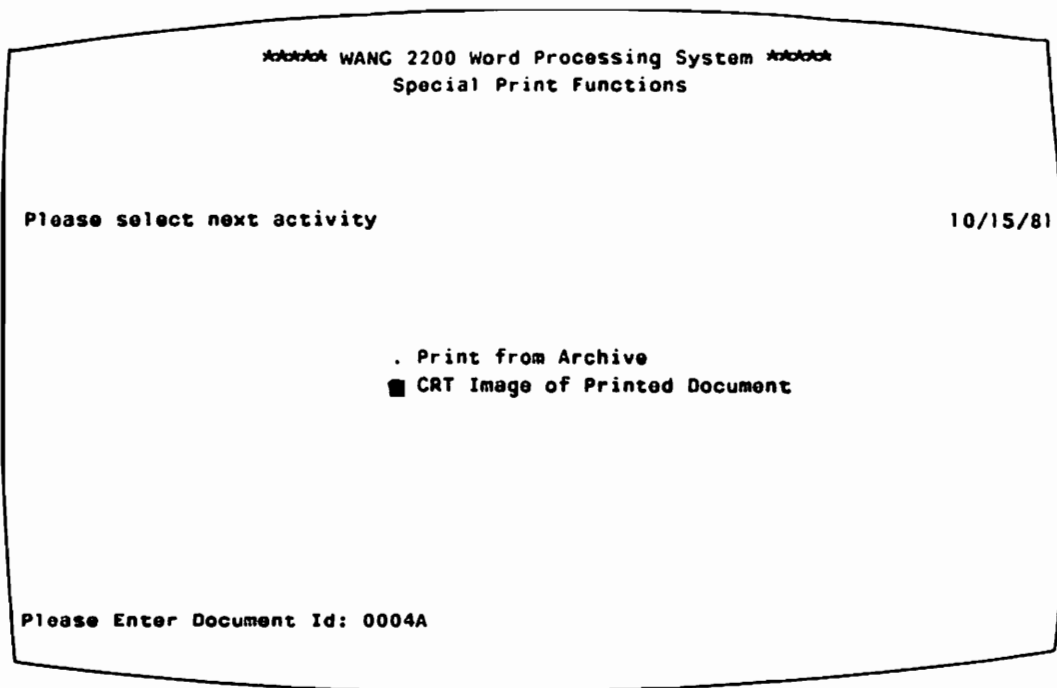 ***** WANG 2200 Word Processing System *****
Special Print Functions
Please select next activity 10/15/81
. Print from Archive
■ CRT Image of Printed Document
Please Enter Document Id: 0004A